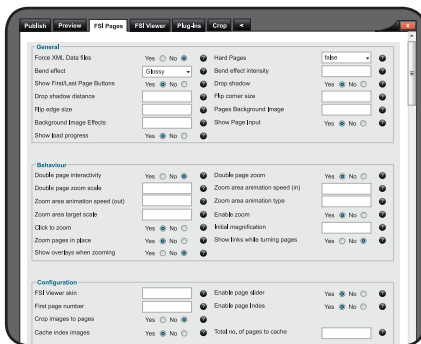 Publish Preview FSI Pages FSI Viewer Plug-Ins Crop <
General
Force XML Data files Yes No ? Hard Pages false ?
Bend effect Glossy ? Bend effect intensity ?
Show First/Last Page Buttons Yes No ? Drop shadow Yes No ?
Drop shadow distance ? Flip corner size ?
Flip edge size ? Pages Background Image ?
Background Image Effects ? Show Page Input Yes No ?
Show load progress Yes No ?
Behaviour
Double page interactivity Yes No ? Double page zoom Yes No ?
Double page zoom scale ? Zoom area animation speed (in) ?
Zoom area animation speed (out) ? Zoom area animation type ?
Zoom area target scale ? Enable zoom Yes No ?
Click to zoom Yes No ? Initial magnification ?
Zoom pages in place Yes No ? Show links while turning pages Yes No ?
Show overlays when zooming Yes No ?
Configuration
FSI Viewer skin ? Enable page slider Yes No ?
First page number ? Enable page Index Yes No ?
Crop images to pages Yes No ?
Cache index images Yes No ? Total no. of pages to cache ?